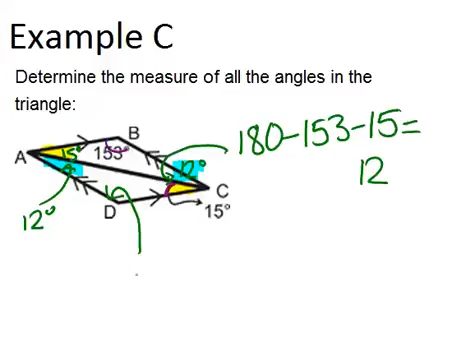 Example C
Determine the measure of all the angles in the
triangle:
180-153-15=
12
B
A
15°
153°
12°
C
D
15°
12°